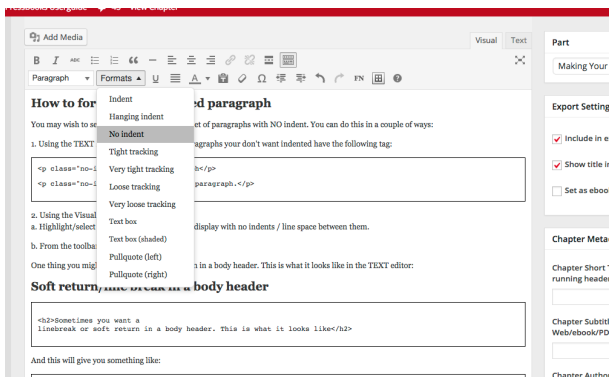 Pressbooks Userguide 45 View Chapter
Add Media
Visual Text
B I ABC
Paragraph Formats U A Ω FN
Indent
Hanging indent
No indent
Tight tracking
Very tight tracking
Loose tracking
Very loose tracking
Text box
Text box (shaded)
Pullquote (left)
Pullquote (right)
How to for ed paragraph
You may wish to se et of paragraphs with NO indent. You can do this in a couple of ways:
1. Using the TEXT ragraphs your don't want indented have the following tag:
<p class="no-i h</p>
<p class="no-i paragraph.</p>
2. Using the Visual
a. Highlight/select display with no indents / line space between them.
b. From the toolba
One thing you migh n in a body header. This is what it looks like in the TEXT editor:
Soft return/line break in a body header
<h2>Sometimes you want a
linebreak or soft return in a body header. This is what it looks like</h2>
And this will give you something like:
Part
Making Your
Export Setting
Include in e
Show title in
Set as eboo
Chapter Meta
Chapter Short T
running header
Chapter Subtitl
Web/ebook/PD
Chapter Autho